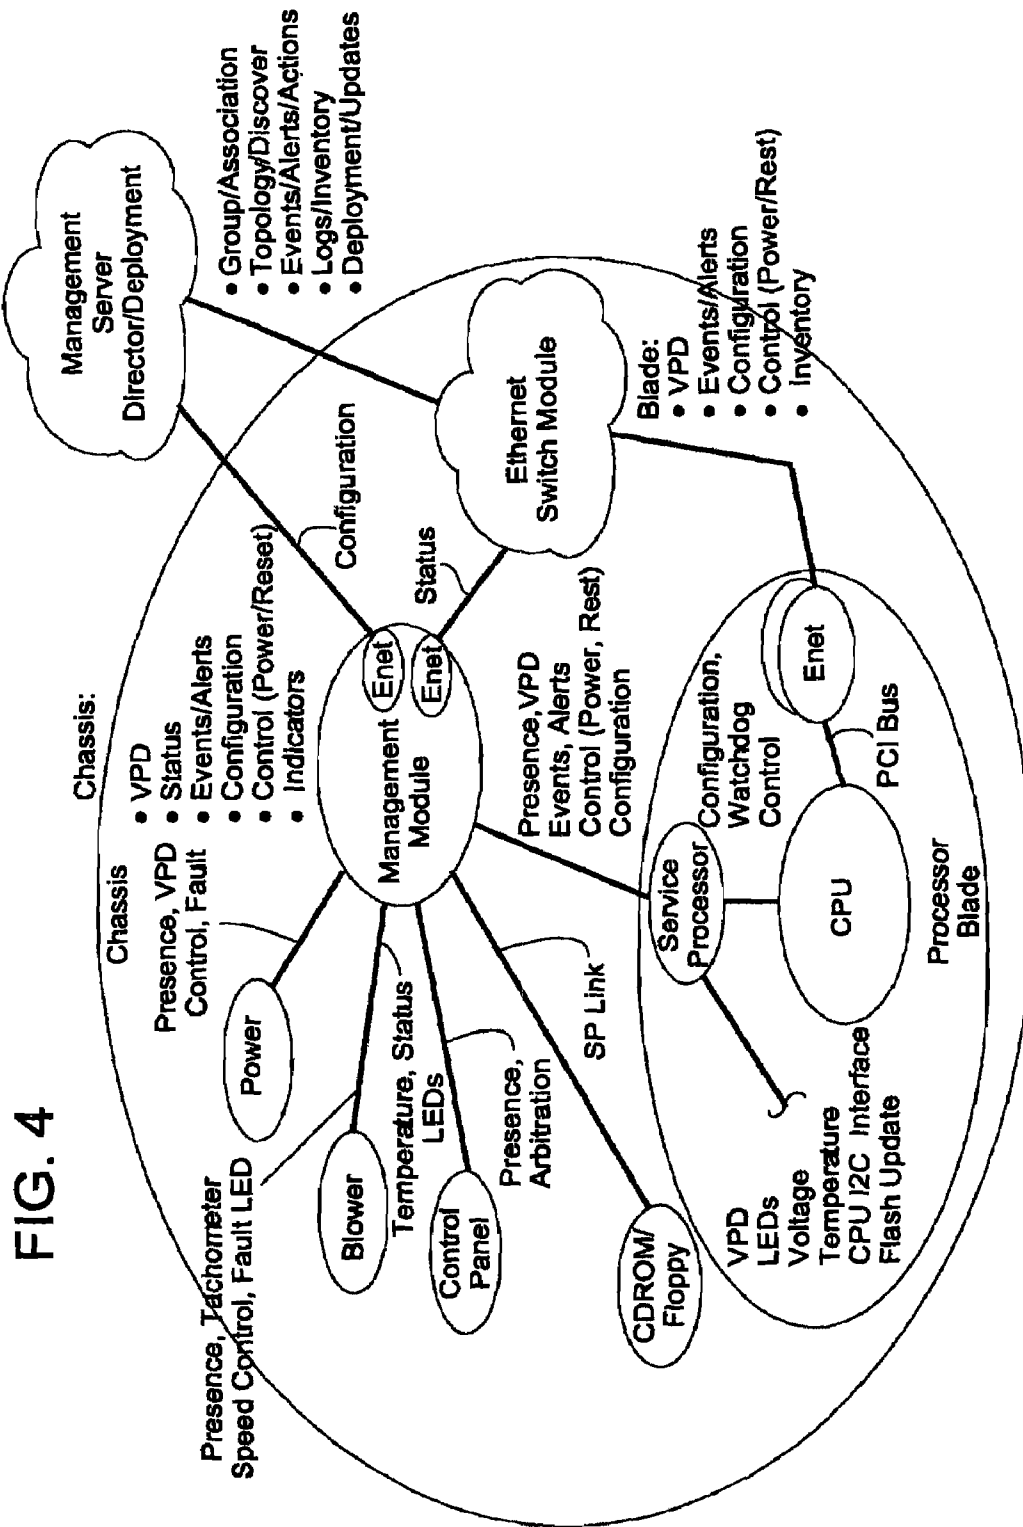 FIG. 4
Management
Server
Director/Deployment
• Group/Association
• Topology/Discover
• Events/Alerts/Actions
• Logs/Inventory
• Deployment/Updates
Chassis:
• VPD
• Status
• Events/Alerts
• Configuration
• Control (Power/Reset)
• Indicators
Chassis
Presence, VPD
Control, Fault
Power
Presence, Tachometer
Speed Control, Fault LED
Blower
Temperature, Status
LEDs
Control
Panel
Presence,
Arbitration
CDROM/
Floppy
SP Link
Management
Module
Enet
Enet
Configuration
Status
Ethernet
Switch Module
Blade:
• VPD
• Events/Alerts
• Configuration
• Control (Power/Rest)
• Inventory
Presence,VPD
Events, Alerts
Control (Power, Rest)
Configuration
Service
Processor
Configuration,
Watchdog
Control
Enet
PCI Bus
CPU
VPD
LEDs
Voltage
Temperature
CPU I2C Interface
Flash Update
Processor
Blade